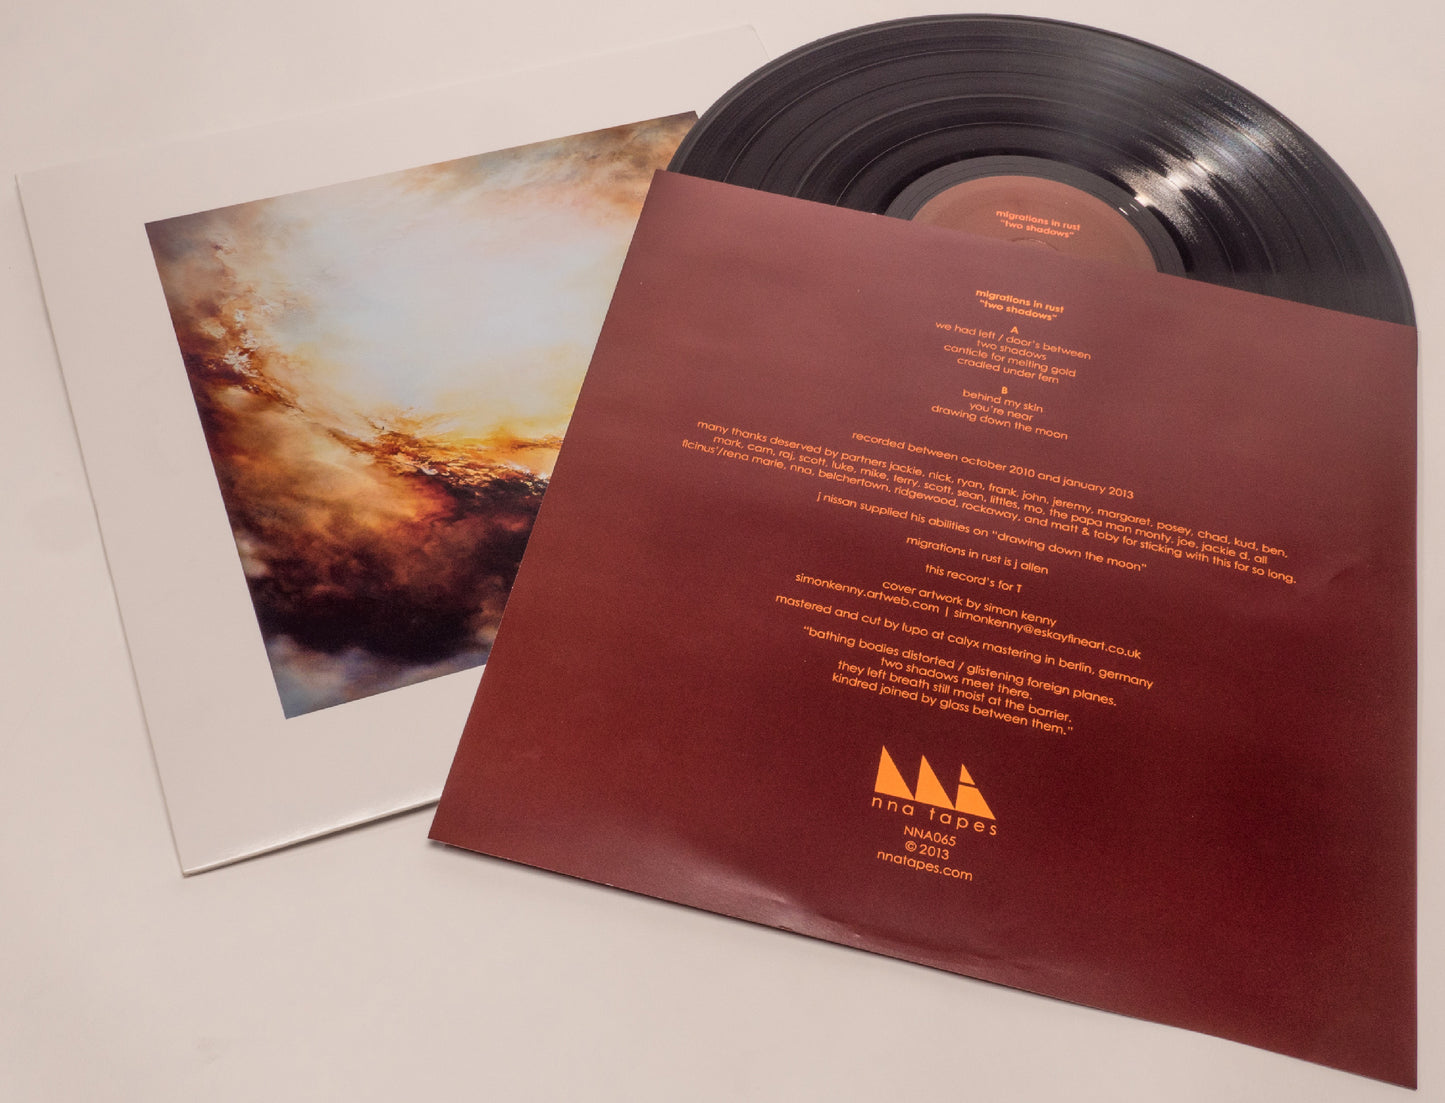 migrations in rust
"two shadows"
migrations in rust
"two shadows"
A
we had left / door's between
two shadows
canticle for melting gold
cradled under fern
B
behind my skin
you're near
drawing down the moon
recorded between october 2010 and january 2013
many thanks deserved by partners jackie, nick, ryan, frank, john, jeremy, margaret, posey, chad, kud, ben,
mark, cam, raj, scott, luke, mike, terry, scott, sean, littles, mo, the papa man monty, joe, jackie d, all
ficinus'/rena marie, nna, belchertown, ridgewood, rockaway, and matt & toby for sticking with this for so long.
j nissan supplied his abilities on "drawing down the moon"
migrations in rust is j allen
this record's for T
cover artwork by simon kenny
simonkenny.artweb.com | simonkenny@eskayfineart.co.uk
mastered and cut by lupo at calyx mastering in berlin, germany
"bathing bodies distorted / glistening foreign planes.
two shadows meet there.
they left breath still moist at the barrier.
kindred joined by glass between them."
nna tapes
NNA065
© 2013
nnatapes.com